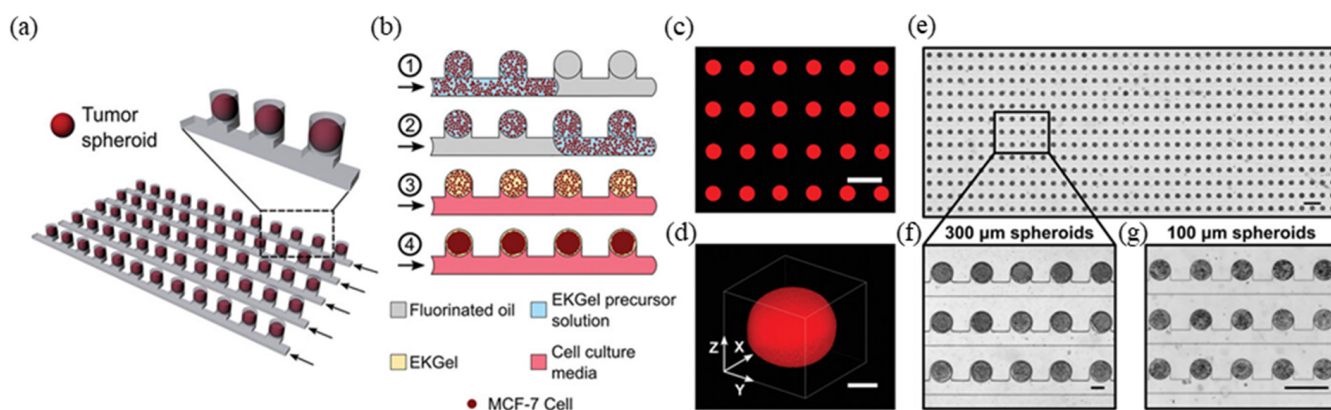 (a)
Tumor
spheroid
(b)
1
2
3
4
Fluorinated oil
EKGel precursor
solution
EKGel
Cell culture
media
MCF-7 Cell
(c)
(d)
Z
X
Y
(e)
(f)
300 µm spheroids
(g)
100 µm spheroids